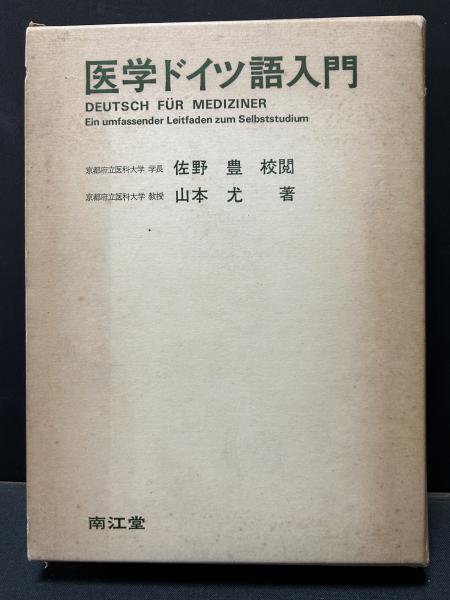 医学ドイツ語入門
DEUTSCH FÜR MEDIZINER
Ein umfassender Leitfaden zum Selbststudium
京都府立医科大学 学長 佐野 豊 校閲
京都府立医科大学 教授 山本 尤 著
南江堂